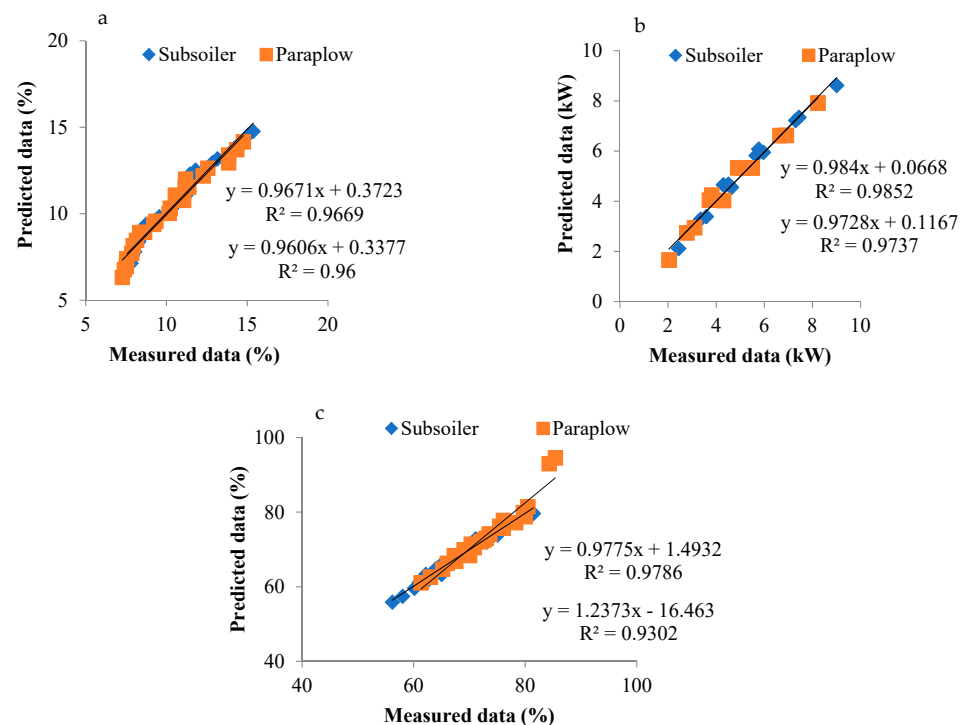 a
Subsoiler Paraplow
Predicted data (%)
20
15
10
5
y = 0.9671x + 0.3723
R² = 0.9669
y = 0.9606x + 0.3377
R² = 0.96
5 10 15 20
Measured data (%)
b
Subsoiler Paraplow
Predicted data (kW)
10
8
6
4
2
0
y = 0.984x + 0.0668
R² = 0.9852
y = 0.9728x + 0.1167
R² = 0.9737
0 2 4 6 8 10
Measured data (kW)
c
Subsoiler Paraplow
Predicted data (%)
100
80
60
40
y = 0.9775x + 1.4932
R² = 0.9786
y = 1.2373x - 16.463
R² = 0.9302
40 60 80 100
Measured data (%)